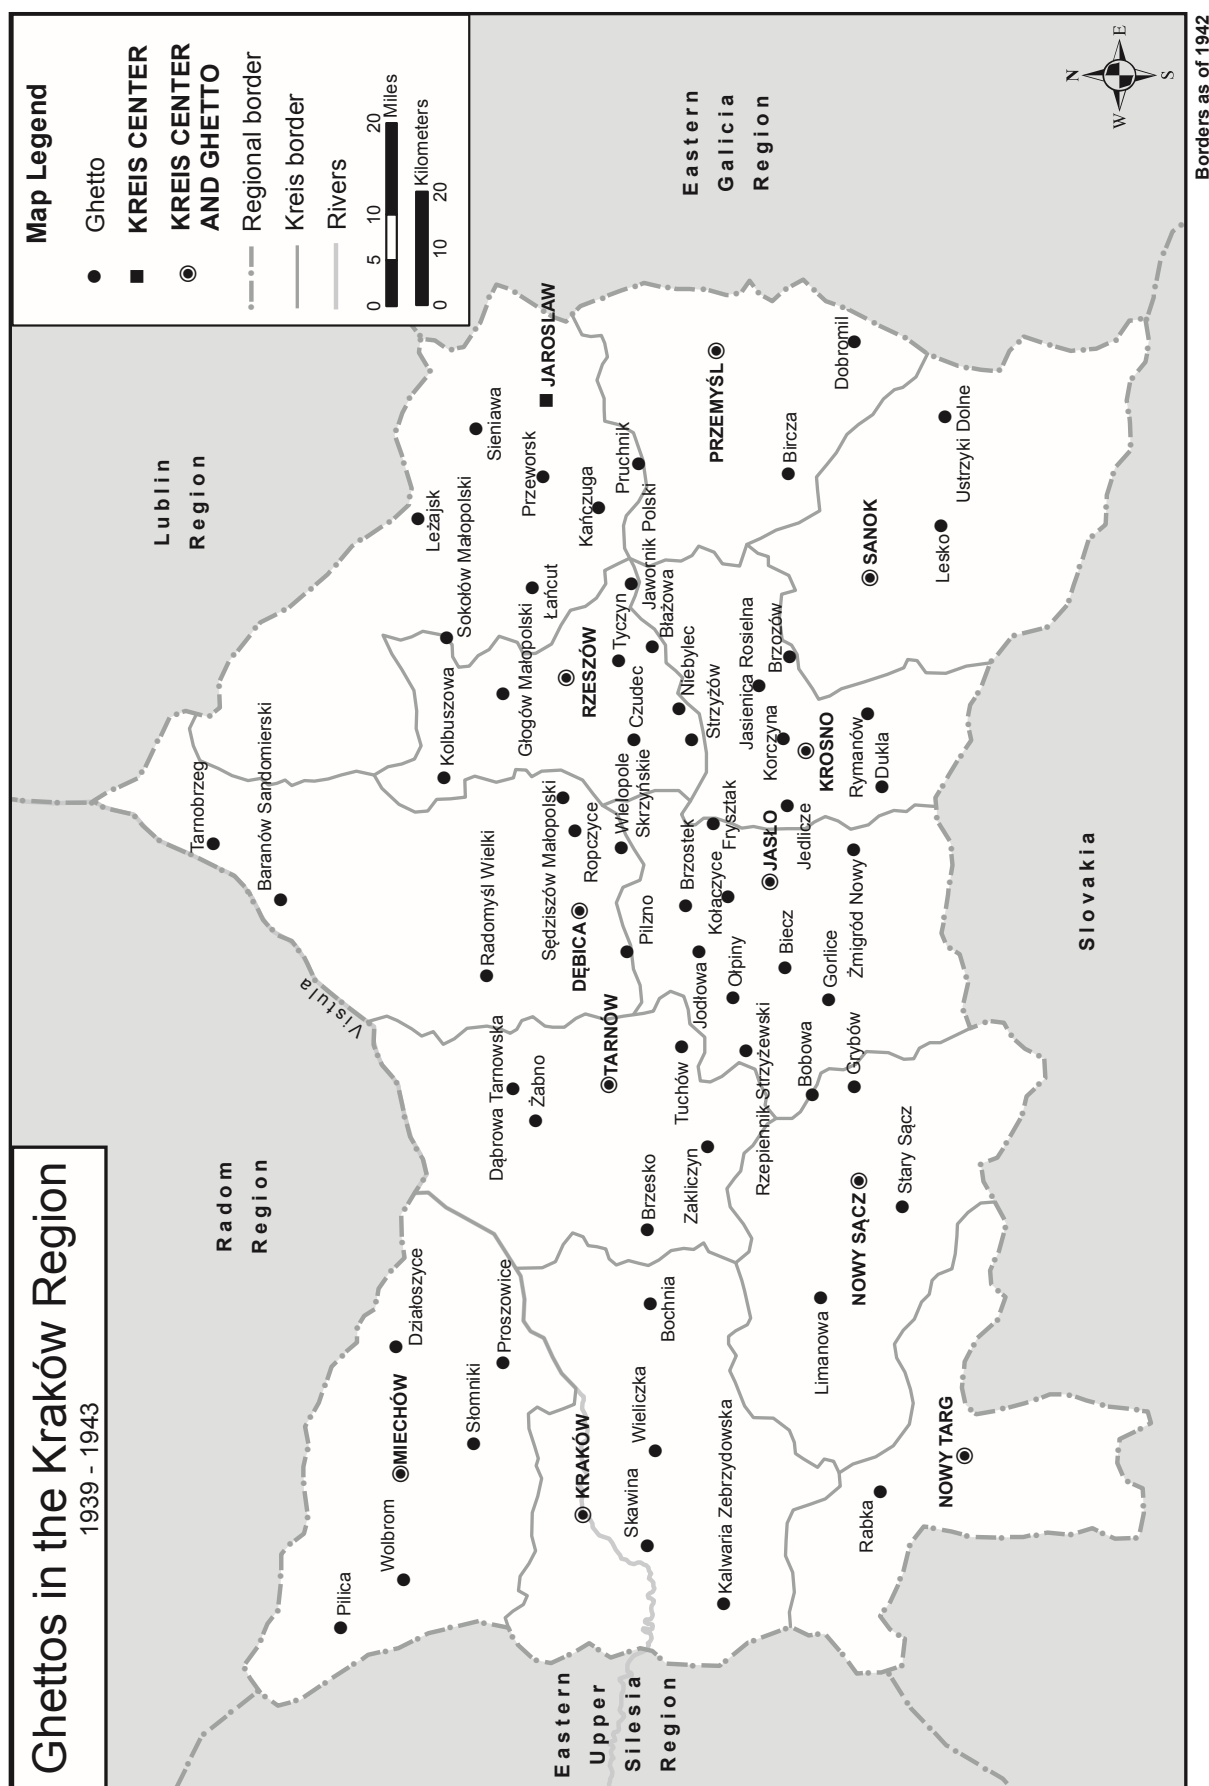 Ghettos in the Kraków Region
1939 - 1943
Map Legend
Ghetto
KREIS CENTER
KREIS CENTER
AND GHETTO
Regional border
Kreis border
Rivers
0 5 10 20
Miles
Kilometers
0 10 20
Lublin
Region
Radom
Region
Eastern
Galicia
Region
Eastern
Upper
Silesia
Region
Slovakia
Vistula
N
E
S
W
Borders as of 1942
Pilica
Wolbrom
MIECHÓW
Działoszyce
Słomniki
Proszowice
KRAKÓW
Skawina
Wieliczka
Bochnia
Kalwaria Zebrzydowska
Rabka
NOWY TARG
Limanowa
NOWY SĄCZ
Stary Sącz
Grybów
Bobowa
Brzesko
Zakliczyn
Tuchów
TARNÓW
Żabno
Dąbrowa Tarnowska
Rzepiennik Strzyżewski
Gorlice
Biecz
Ołpiny
Jodłowa
Kołaczyce
Brzostek
JASŁO
Żmigród Nowy
Frysztak
Jedlicze
Pilzno
DĘBICA
Radomyśl Wielki
Ropczyce
Sędziszów Małopolski
Wielopole
Skrzyńskie
Baranów Sandomierski
Tarnobrzeg
Kolbuszowa
Głogów Małopolski
Sokołów Małopolski
RZESZÓW
Tyczyn
Czudec
Błażowa
Niebylec
Strzyżów
Jawornik Polski
KROSNO
Korczyna
Jasienica Rosielna
Brzozów
Rymanów
Dukla
Leżajsk
Łańcut
Sieniawa
Przeworsk
Kańczuga
Pruchnik
JAROSLAW
PRZEMYŚL
Bircza
Dobromil
SANOK
Lesko
Ustrzyki Dolne